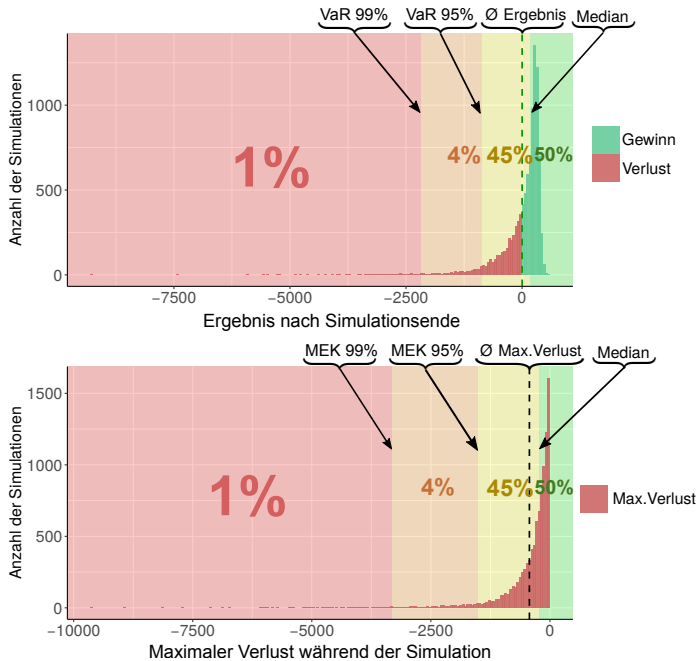 VaR 99% VaR 95% Ø Ergebnis Median
Anzahl der Simulationen
1000
500
0
1% 4% 45% 50%
Gewinn
Verlust
−7500 −5000 −2500 0
Ergebnis nach Simulationsende
MEK 99% MEK 95% Ø Max.Verlust Median
Anzahl der Simulationen
1500
1000
500
0
1% 4% 45% 50%
Max.Verlust
−10000 −7500 −5000 −2500 0
Maximaler Verlust während der Simulation